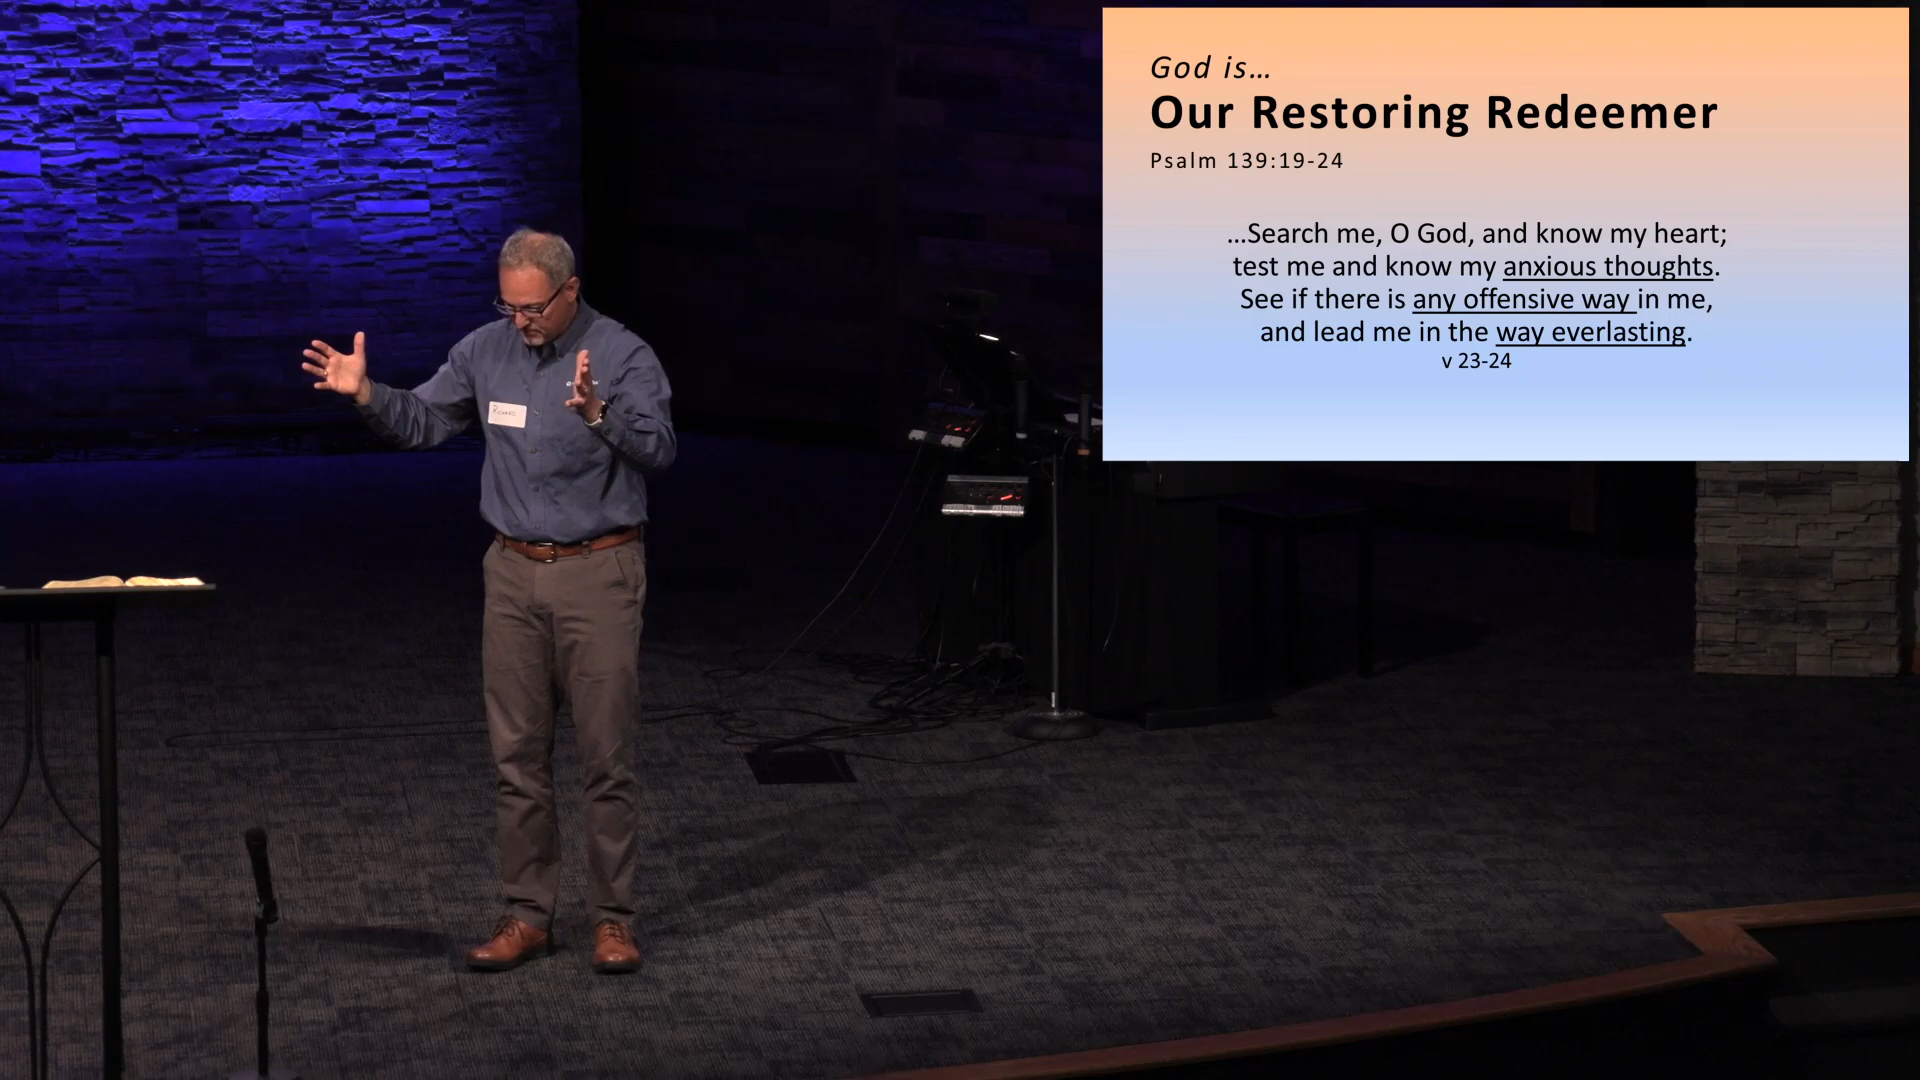 God is...
Our Restoring Redeemer
Psalm 139:19-24
...Search me, O God, and know my heart;
test me and know my anxious thoughts.
See if there is any offensive way in me,
and lead me in the way everlasting.
v 23-24
RICHARD